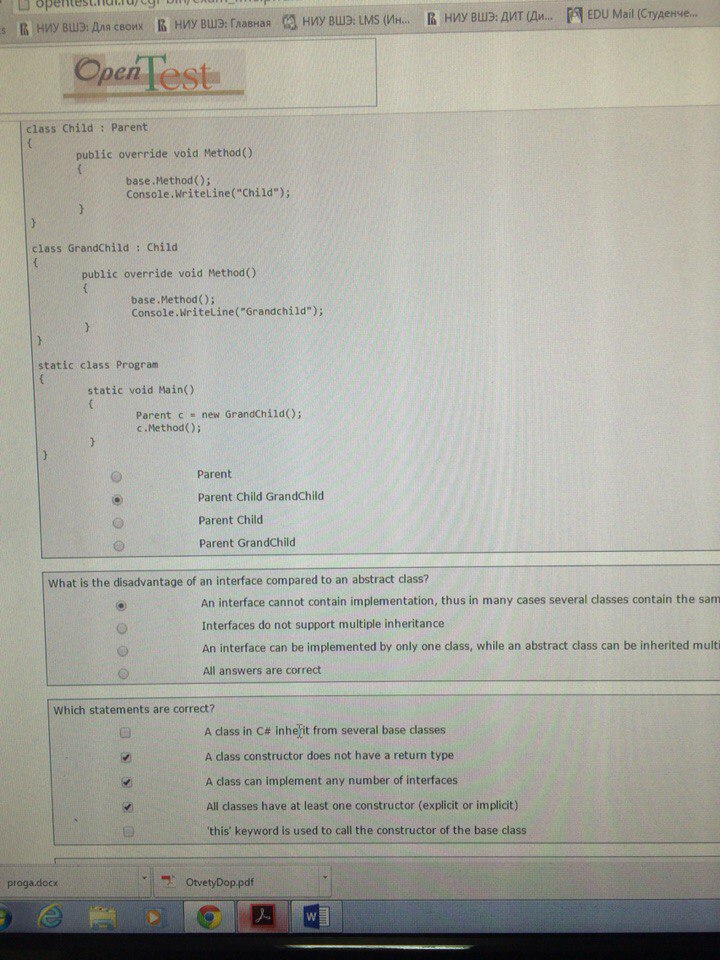 НИУ ВШЭ: Для своих НИУ ВШЭ: Главная НИУ ВШЭ: LMS (Ин... НИУ ВШЭ: ДИТ (Ди... EDU Mail (Студенче...
OpenTest
class Child : Parent
{
public override void Method()
{
base.Method();
Console.WriteLine("Child");
}
}
class GrandChild : Child
{
public override void Method()
{
base.Method();
Console.WriteLine("Grandchild");
}
}
static class Program
{
static void Main()
{
Parent c = new GrandChild();
c.Method();
}
}
Parent
Parent Child GrandChild
Parent Child
Parent GrandChild
What is the disadvantage of an interface compared to an abstract class?
An interface cannot contain implementation, thus in many cases several classes contain the sam
Interfaces do not support multiple inheritance
An interface can be implemented by only one class, while an abstract class can be inherited multi
All answers are correct
Which statements are correct?
A class in C# inherit from several base classes
A class constructor does not have a return type
A class can implement any number of interfaces
All classes have at least one constructor (explicit or implicit)
'this' keyword is used to call the constructor of the base class
proga.docx OtvetyDop.pdf